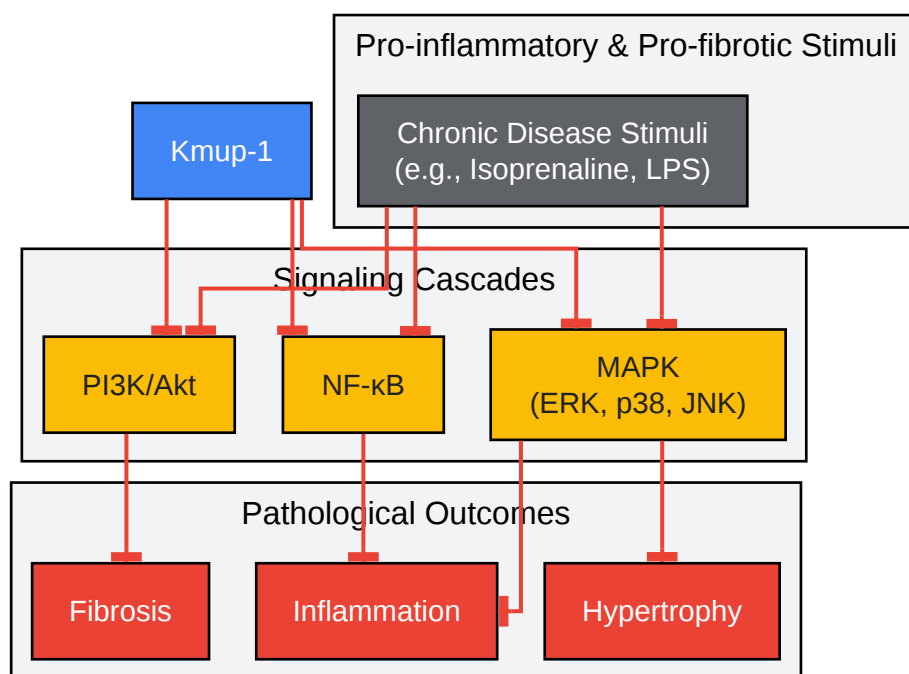 Pro-inflammatory & Pro-fibrotic Stimuli
Kmup-1
Chronic Disease Stimuli
(e.g., Isoprenaline, LPS)
Signaling Cascades
PI3K/Akt
NF-κB
MAPK
(ERK, p38, JNK)
Pathological Outcomes
Fibrosis
Inflammation
Hypertrophy